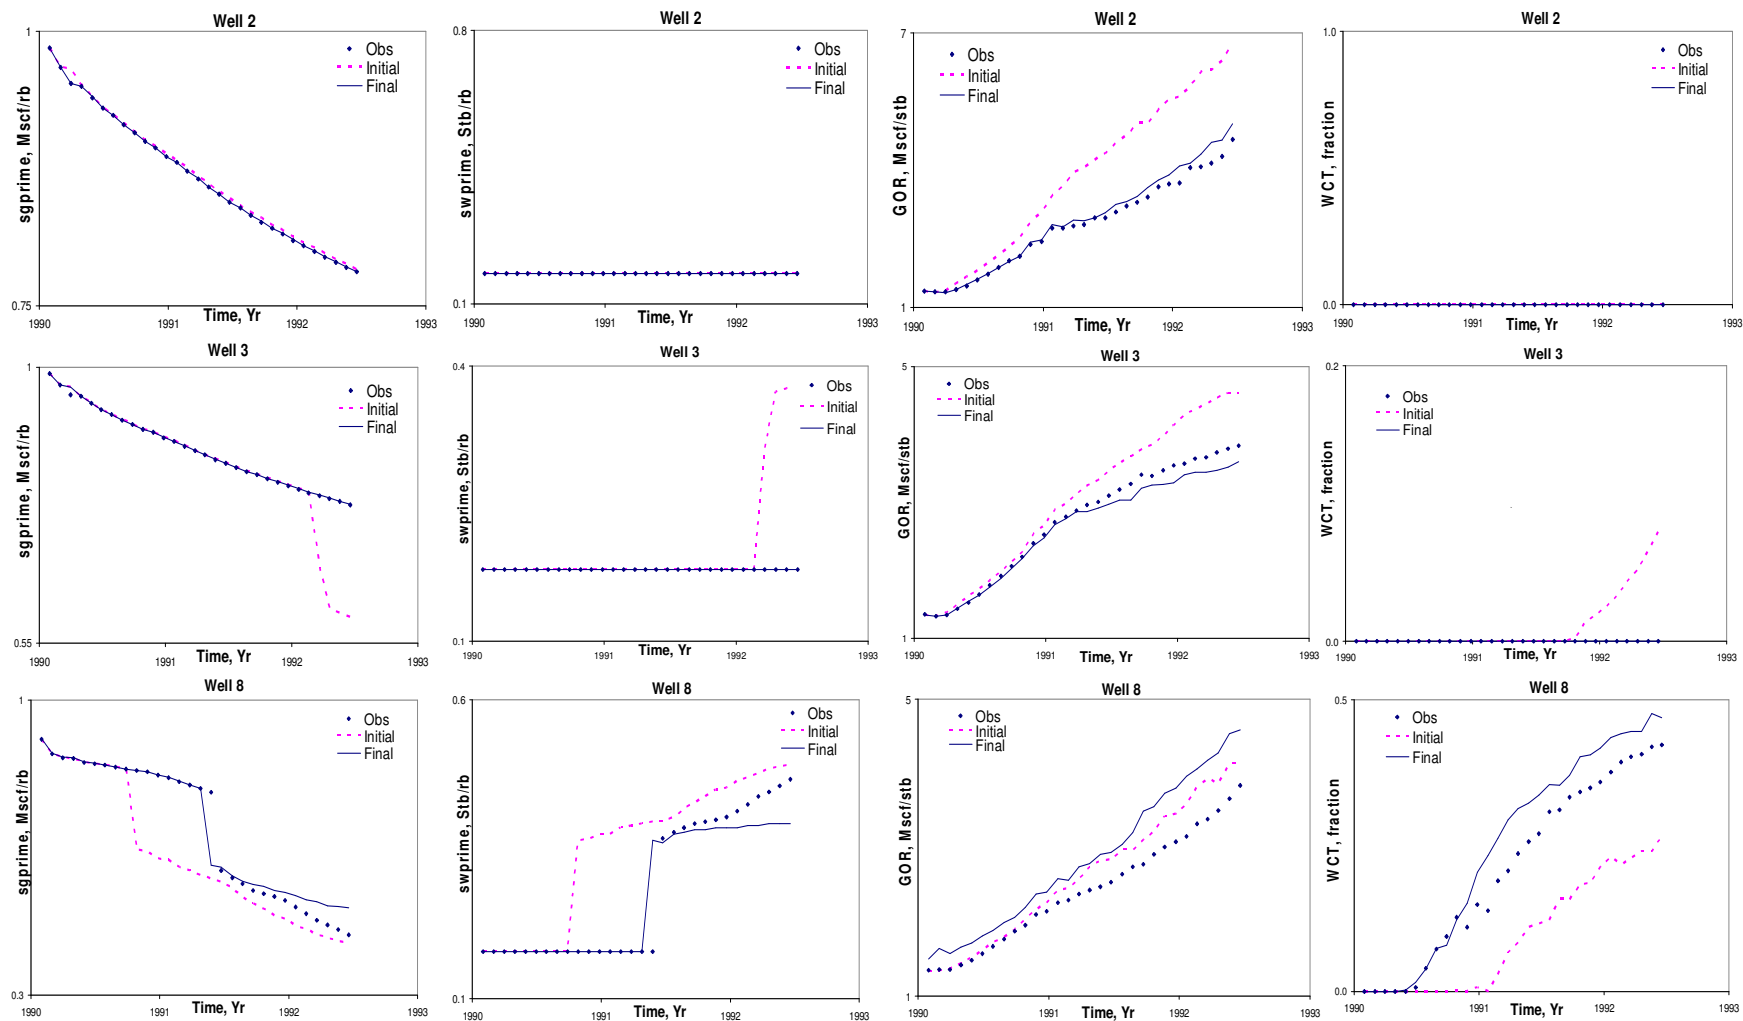 Well 2
1
Obs
Initial
Final
sgprime, Mscf/rb
0.75
1990
1991
1992
1993
Time, Yr
Well 2
0.8
Obs
Initial
Final
swprime, Stb/rb
0.1
1990
1991
1992
1993
Time, Yr
Well 2
7
Obs
Initial
Final
GOR, Mscf/stb
1
1990
1991
1992
1993
Time, Yr
Well 2
1.0
Obs
Initial
Final
WCT, fraction
0.0
1990
1991
1992
1993
Time, Yr
Well 3
1
Obs
Initial
Final
sgprime, Mscf/rb
0.55
1990
1991
1992
1993
Time, Yr
Well 3
0.4
Obs
Initial
Final
swprime, Stb/rb
0.1
1990
1991
1992
1993
Time, Yr
Well 3
5
Obs
Initial
Final
GOR, Mscf/stb
1
1990
1991
1992
1993
Time, Yr
Well 3
0.2
Obs
Initial
Final
WCT, fraction
0.0
1990
1991
1992
1993
Time, Yr
Well 8
1
Obs
Initial
Final
sgprime, Mscf/rb
0.3
1990
1991
1992
1993
Time, Yr
Well 8
0.6
Obs
Initial
Final
swprime, Stb/rb
0.1
1990
1991
1992
1993
Time, Yr
Well 8
5
Obs
Initial
Final
GOR, Mscf/stb
1
1990
1991
1992
1993
Time, Yr
Well 8
0.5
Obs
Initial
Final
WCT, fraction
0.0
1990
1991
1992
1993
Time, Yr